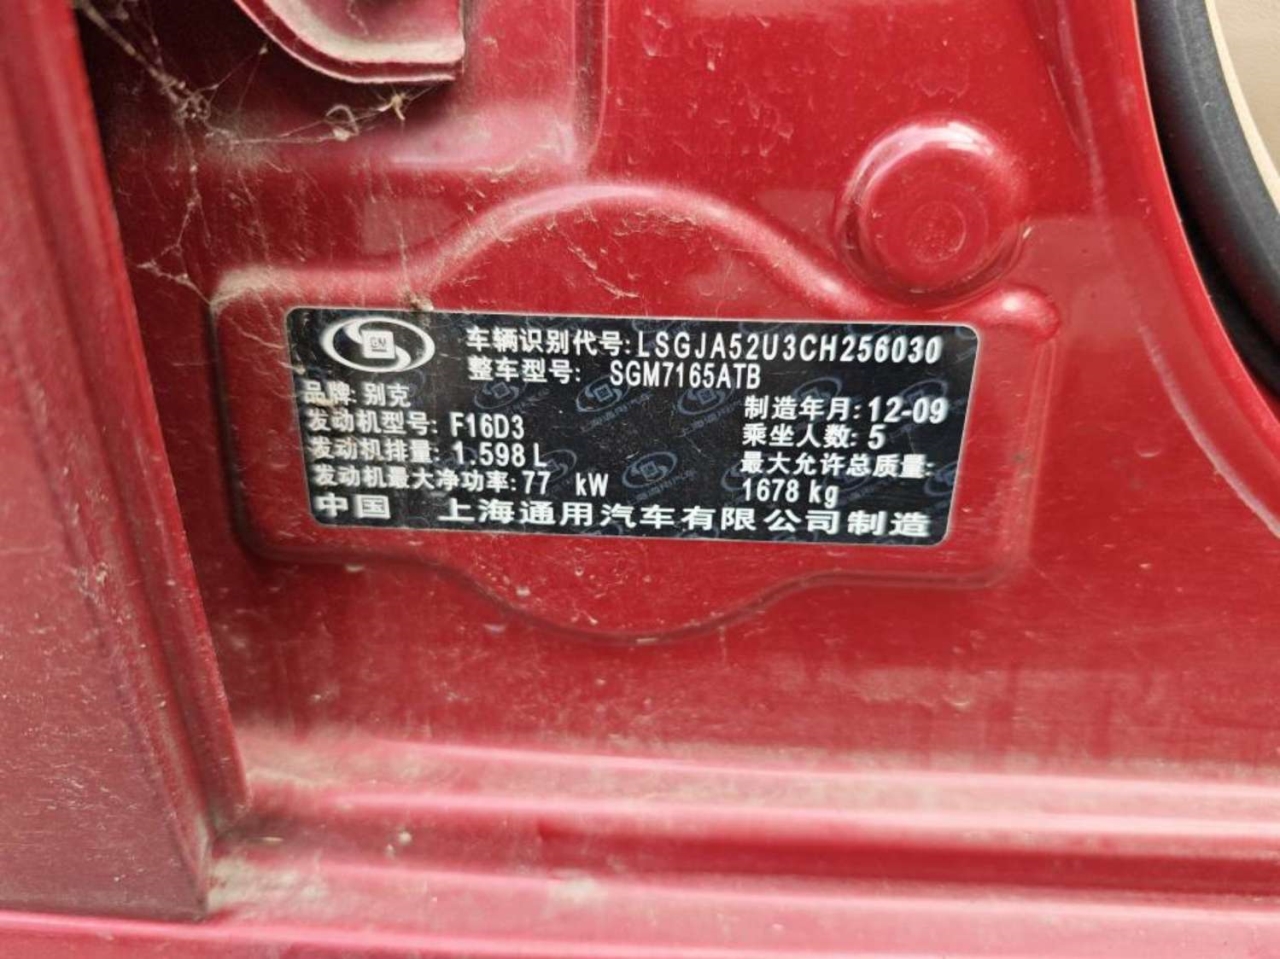 GM
车辆识别代号:LSGJA52U3CH256030
整车型号: SGM7165ATB
品牌:别克
制造年月:12-09
发动机型号: F16D3
乘坐人数: 5
发动机排量: 1.598 L
最大允许总质量:
发动机最大净功率:77 kW
1678 kg
中国 上海通用汽车有限公司制造